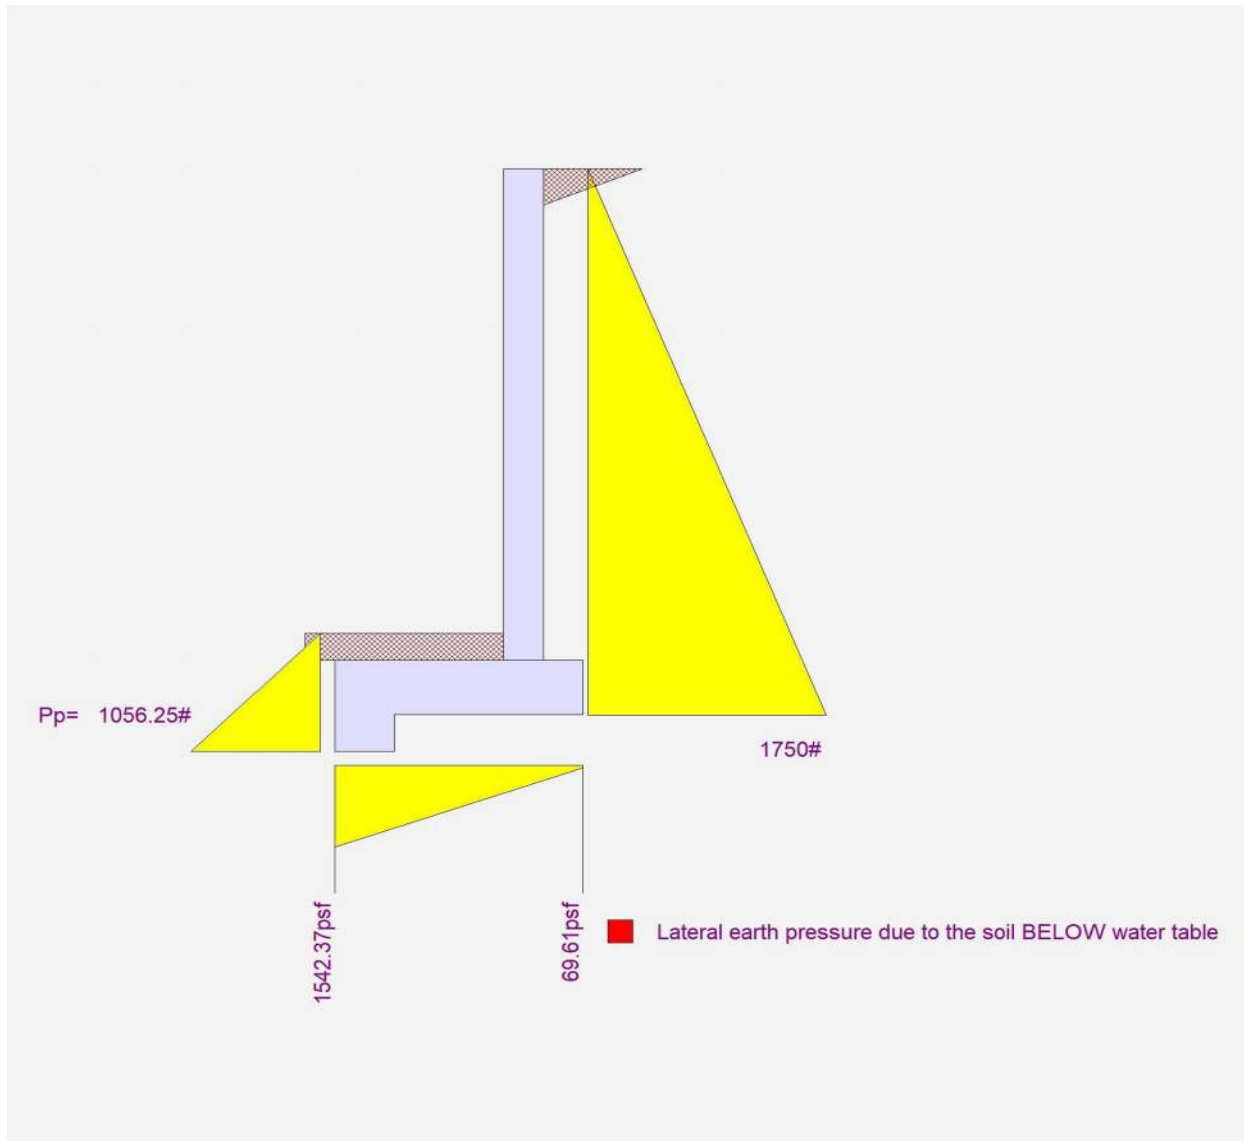 Pp= 1056.25#
1750#
1542.37psf
69.61psf
Lateral earth pressure due to the soil BELOW water table